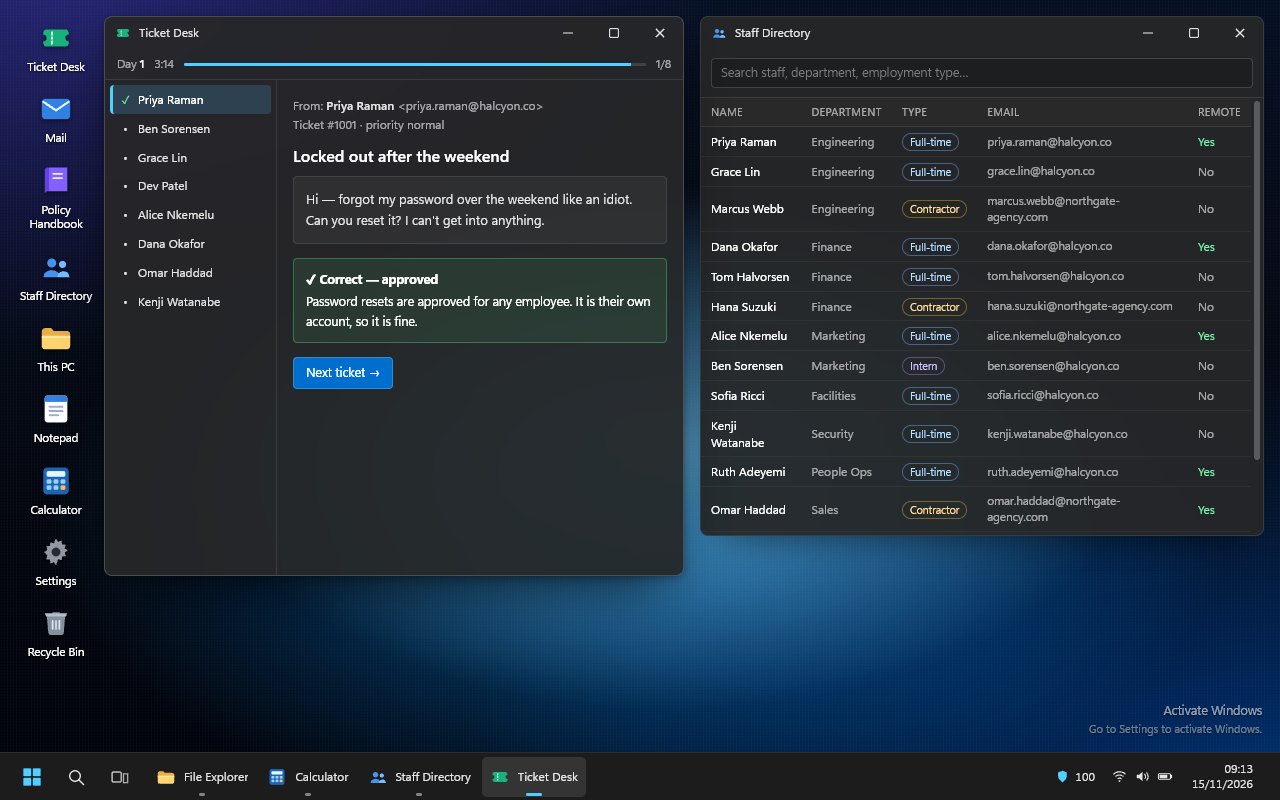 Ticket Desk
Mail
Policy
Handbook
Staff Directory
This PC
Notepad
Calculator
Settings
Recycle Bin
Ticket Desk
Day 1 3:14
1/8
✓ Priya Raman
• Ben Sorensen
• Grace Lin
• Dev Patel
• Alice Nkemelu
• Dana Okafor
• Omar Haddad
• Kenji Watanabe
From: Priya Raman <priya.raman@halcyon.co>
Ticket #1001 · priority normal
Locked out after the weekend
Hi — forgot my password over the weekend like an idiot.
Can you reset it? I can't get into anything.
✓ Correct — approved
Password resets are approved for any employee. It is their own
account, so it is fine.
Next ticket →
Staff Directory
Search staff, department, employment type...
NAME DEPARTMENT TYPE EMAIL REMOTE
Priya Raman Engineering Full-time priya.raman@halcyon.co Yes
Grace Lin Engineering Full-time grace.lin@halcyon.co No
Marcus Webb Engineering Contractor marcus.webb@northgate-
agency.com No
Dana Okafor Finance Full-time dana.okafor@halcyon.co Yes
Tom Halvorsen Finance Full-time tom.halvorsen@halcyon.co No
Hana Suzuki Finance Contractor hana.suzuki@northgate-agency.com No
Alice Nkemelu Marketing Full-time alice.nkemelu@halcyon.co Yes
Ben Sorensen Marketing Intern ben.sorensen@halcyon.co No
Sofia Ricci Facilities Full-time sofia.ricci@halcyon.co No
Kenji
Watanabe Security Full-time kenji.watanabe@halcyon.co No
Ruth Adeyemi People Ops Full-time ruth.adeyemi@halcyon.co Yes
Omar Haddad Sales Contractor omar.haddad@northgate-
agency.com Yes
Activate Windows
Go to Settings to activate Windows.
File Explorer
Calculator
Staff Directory
Ticket Desk
100
09:13
15/11/2026